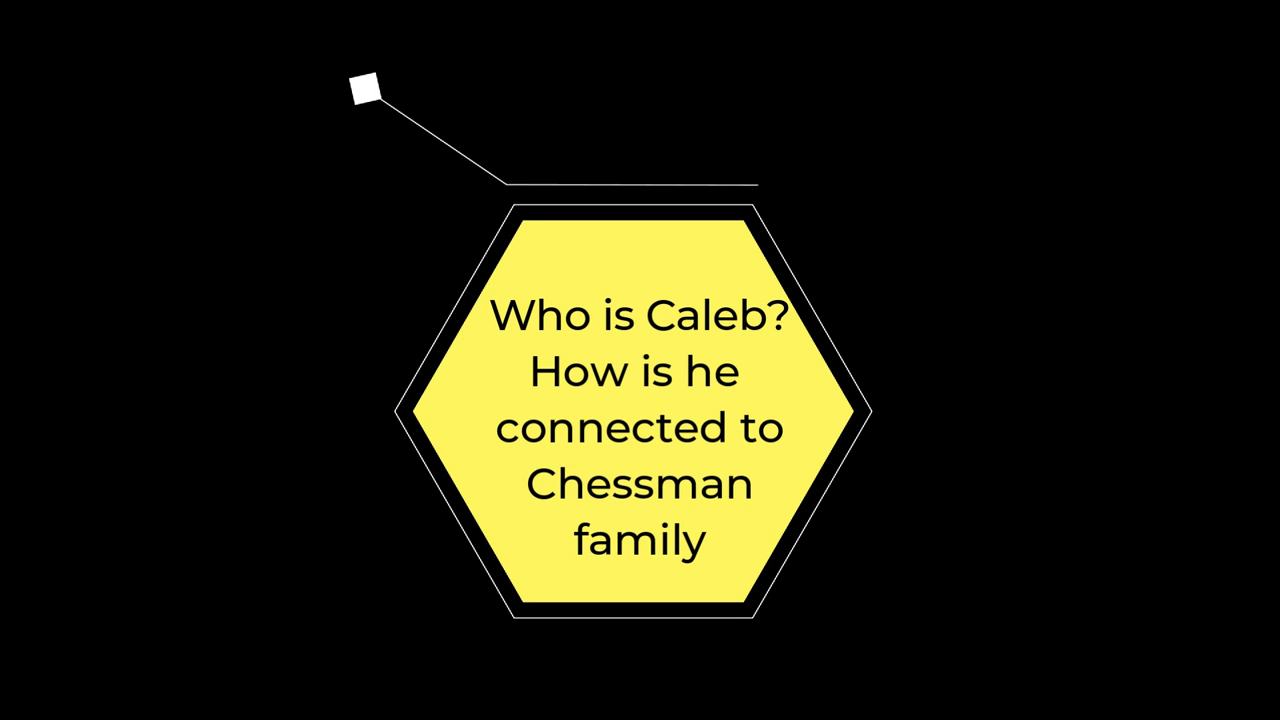 Who is Caleb?
How is he
connected to
Chessman
family